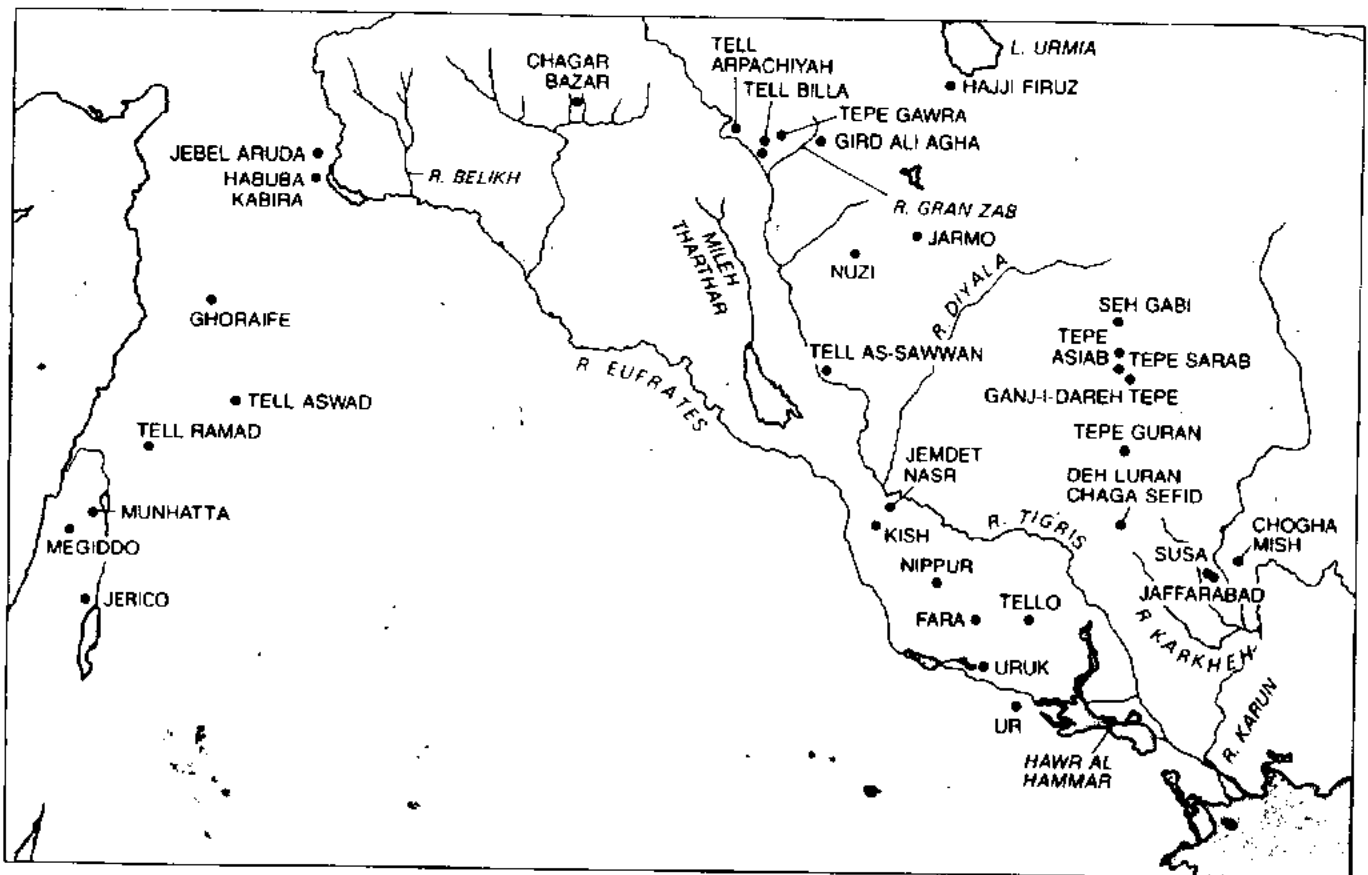 L. URMIA
TELL
ARPACHIYAH
CHAGAR
BAZAR
HAJJI FIRUZ
TELL BILLA
TEPE GAWRA
GIRD ALI AGHA
JEBEL ARUDA
HABUBA
KABIRA
R. BELIKH
R. GRAN ZAB
JARMO
MILEH
THARTHAR
NUZI
R. DIYALA
GHORAIFE
SEH GABI
TEPE
ASIAB
TEPE SARAB
TELL AS-SAWWAN
R. EUFRATES
GANJ-I-DAREH TEPE
TELL ASWAD
TELL RAMAD
TEPE GURAN
JEMDET
NASR
DEH LURAN
CHAGA SEFID
MUNHATTA
MEGIDDO
KISH
R. TIGRIS
CHOGHA
MISH
SUSA
NIPPUR
JAFFARABAD
JERICO
FARA
TELLO
R KARKHEH
URUK
UR
R. KARUN
HAWR AL
HAMMAR